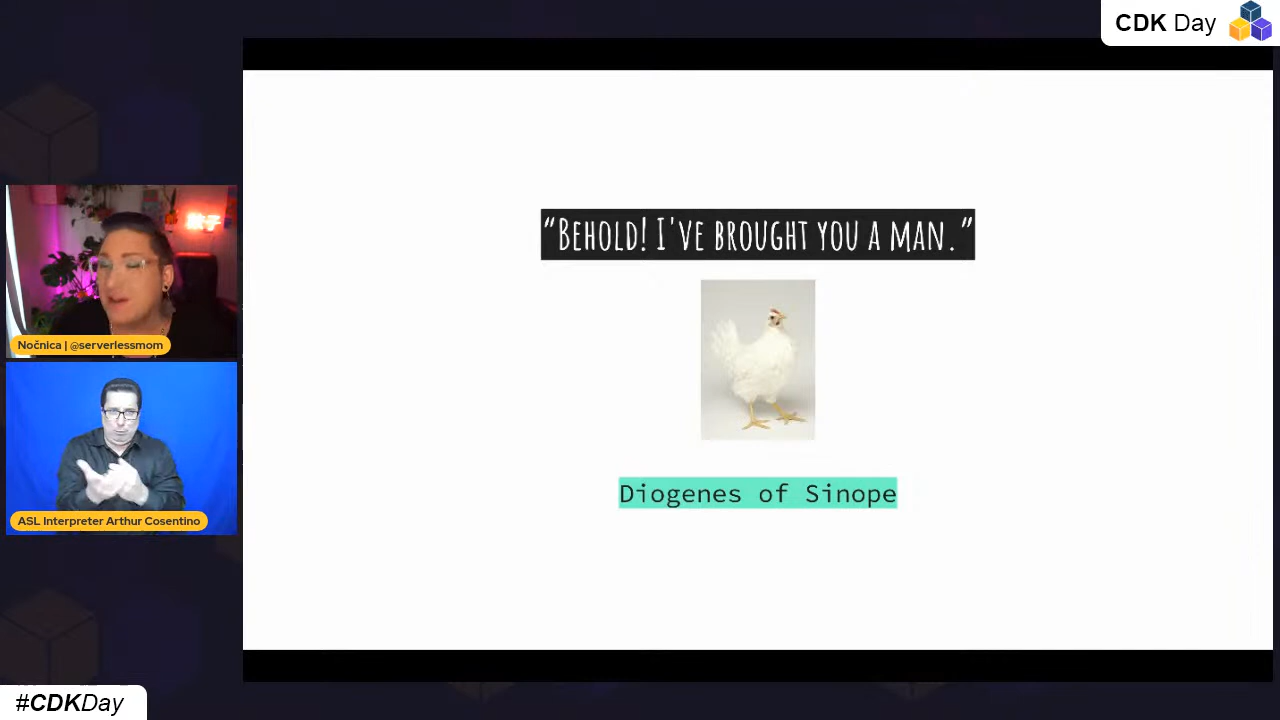 CDK Day
“BEHOLD! I'VE BROUGHT YOU A MAN.”
Nočnica | @serverlessmom
Diogenes of Sinope
ASL Interpreter Arthur Cosentino
#CDKDay